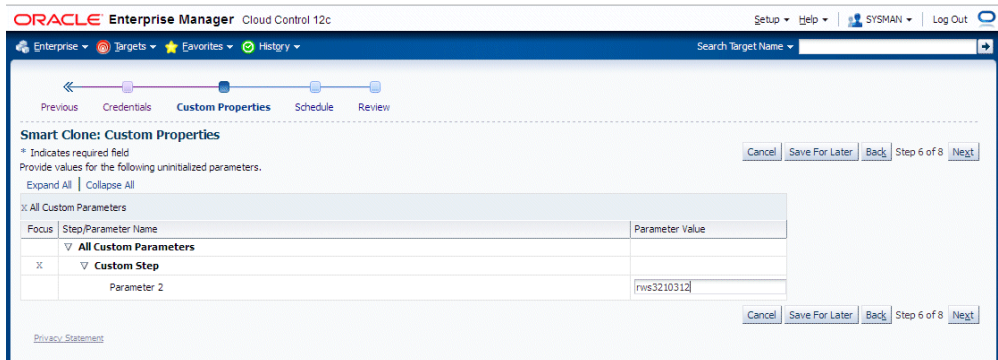 ORACLE Enterprise Manager Cloud Control 12c
Setup Help SYSMAN Log Out
Enterprise Targets Favorites History Search Target Name
Previous Credentials Custom Properties Schedule Review
Smart Clone: Custom Properties
* Indicates required field
Cancel Save For Later Back Step 6 of 8 Next
Provide values for the following uninitialized parameters.
Expand All | Collapse All
x All Custom Parameters
Focus Step/Parameter Name Parameter Value
All Custom Parameters
x Custom Step
Parameter 2 rws3210312
Cancel Save For Later Back Step 6 of 8 Next
Privacy Statement